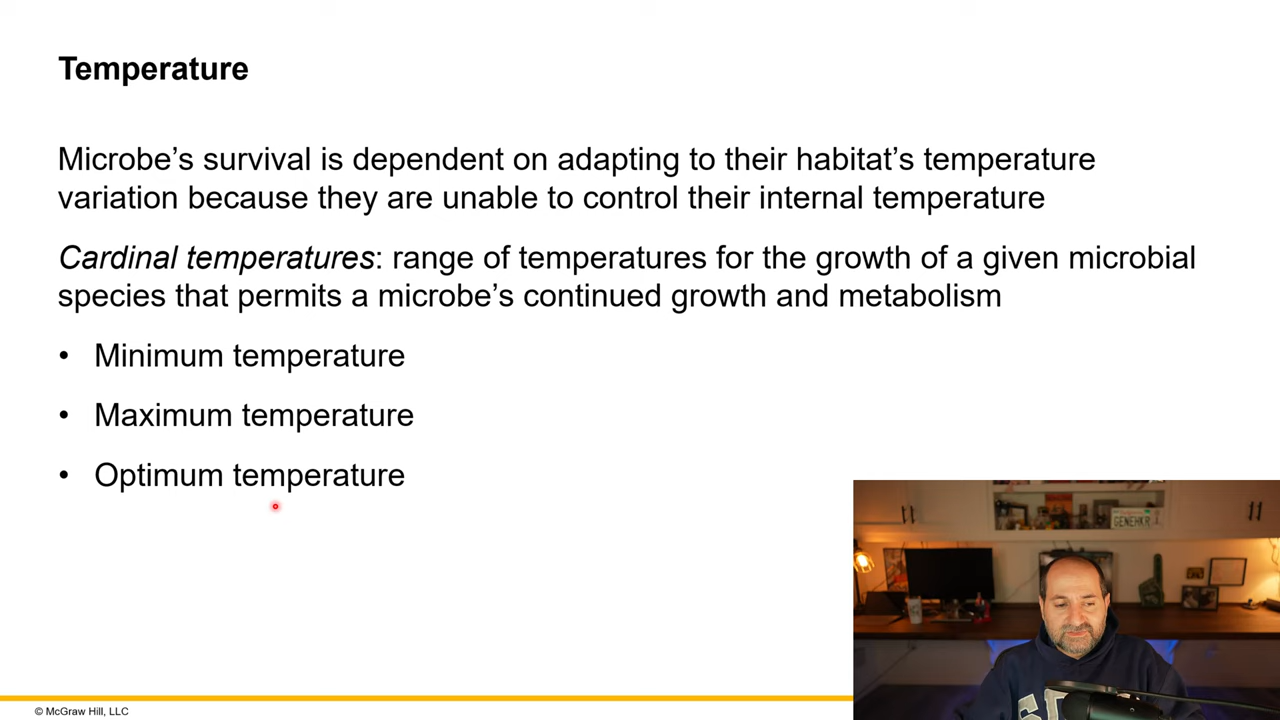 Temperature
Microbe’s survival is dependent on adapting to their habitat’s temperature
variation because they are unable to control their internal temperature
Cardinal temperatures: range of temperatures for the growth of a given microbial
species that permits a microbe’s continued growth and metabolism
• Minimum temperature
• Maximum temperature
• Optimum temperature
GENEHKR
© McGraw Hill, LLC